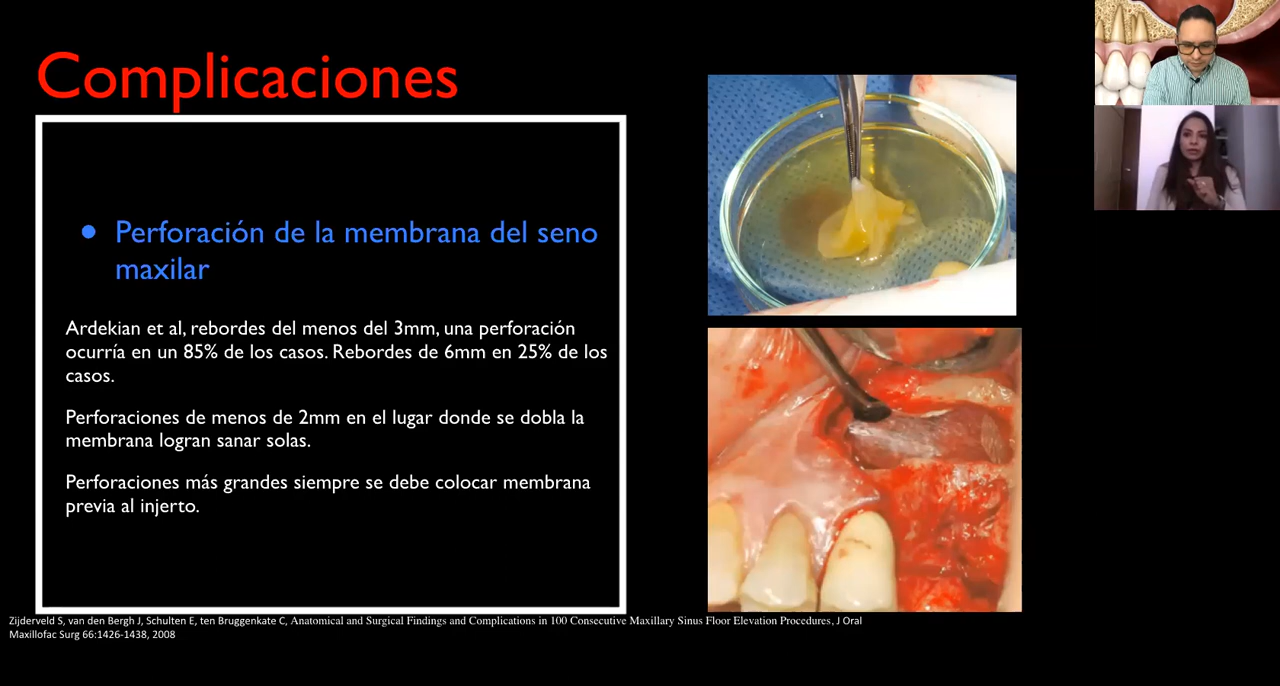 Complicaciones
• Perforación de la membrana del seno
maxilar
Ardekian et al, rebordes del menos del 3mm, una perforación
ocurría en un 85% de los casos. Rebordes de 6mm en 25% de los
casos.
Perforaciones de menos de 2mm en el lugar donde se dobla la
membrana logran sanar solas.
Perforaciones más grandes siempre se debe colocar membrana
previa al injerto.
Zijderveld S, van den Bergh J, Schulten E, ten Bruggenkate C, Anatomical and Surgical Findings and Complications in 100 Consecutive Maxillary Sinus Floor Elevation Procedures, J Oral
Maxillofac Surg 66:1426-1438, 2008